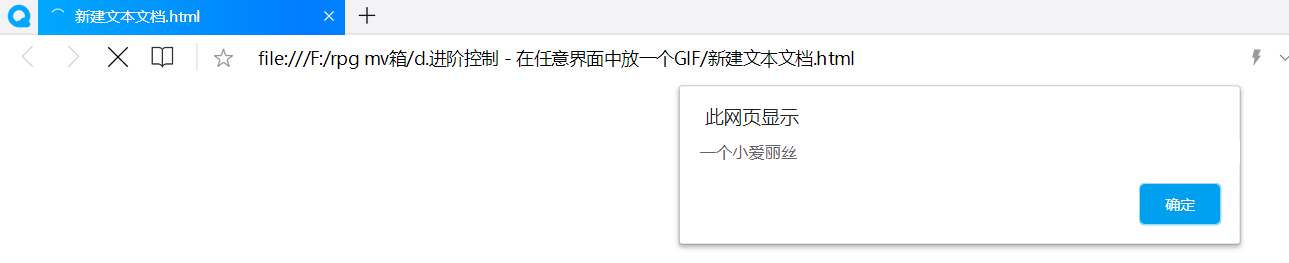 新建文本文档.html
file:///F:/rpg mv箱/d.进阶控制 - 在任意界面中放一个GIF/新建文本文档.html
此网页显示
一个小爱丽丝
确定